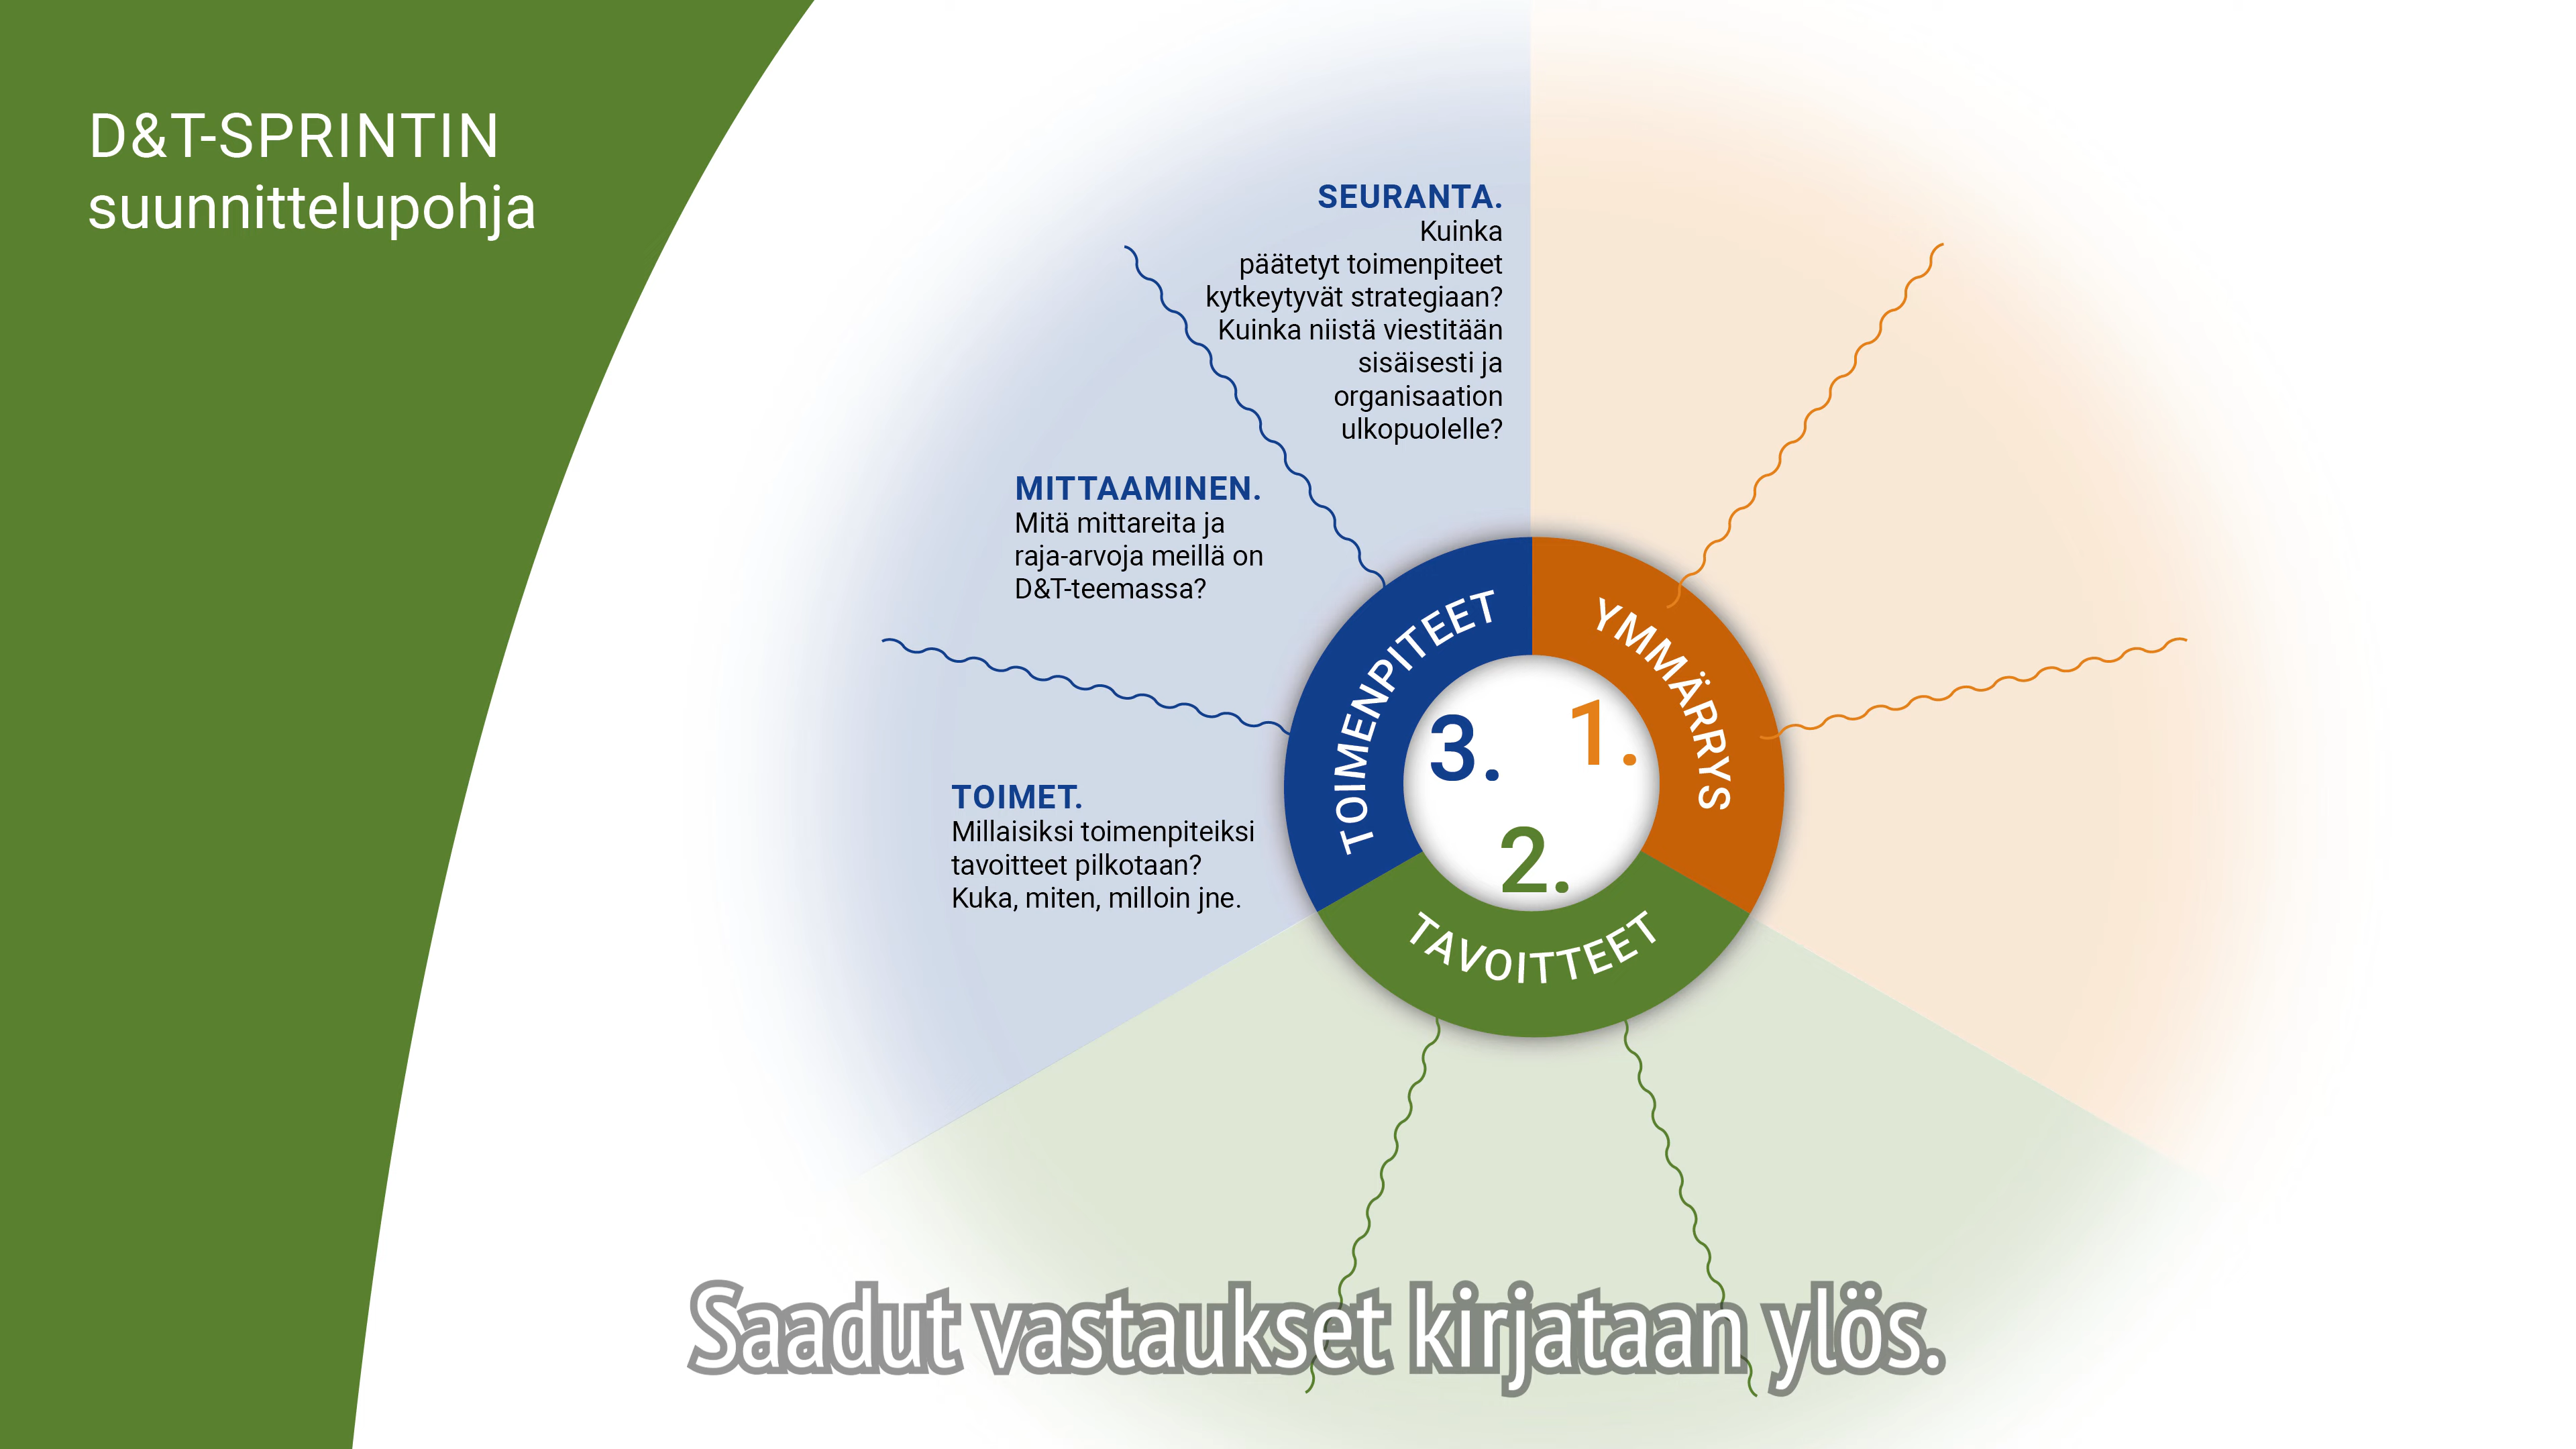 D&T-SPRINTIN
suunnittelupohja
SEURANTA.
Kuinka
päätetyt toimenpiteet
kytkeytyvät strategiaan?
Kuinka niistä viestitään
sisäisesti ja
organisaation
ulkopuolelle?
MITTAAMINEN.
Mitä mittareita ja
raja-arvoja meillä on
D&T-teemassa?
TOIMET.
Millaisiksi toimenpiteiksi
tavoitteet pilkotaan?
Kuka, miten, milloin jne.
TOIMENPITEET
YMMÄRRYS
TAVOITTEET
3.
1.
2.
Saadut vastaukset kirjataan ylös.